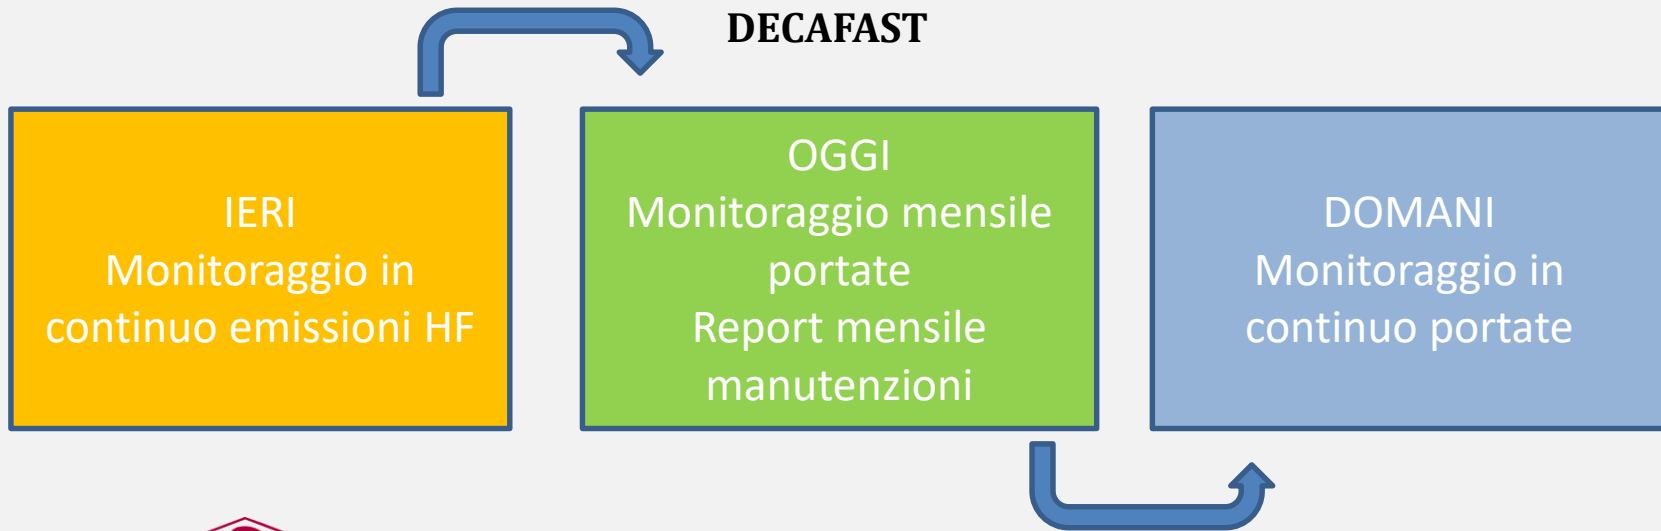 DECAFAST
IERI
Monitoraggio in
continuo emissioni HF
OGGI
Monitoraggio mensile
portate
Report mensile
manutenzioni
DOMANI
Monitoraggio in
continuo portate